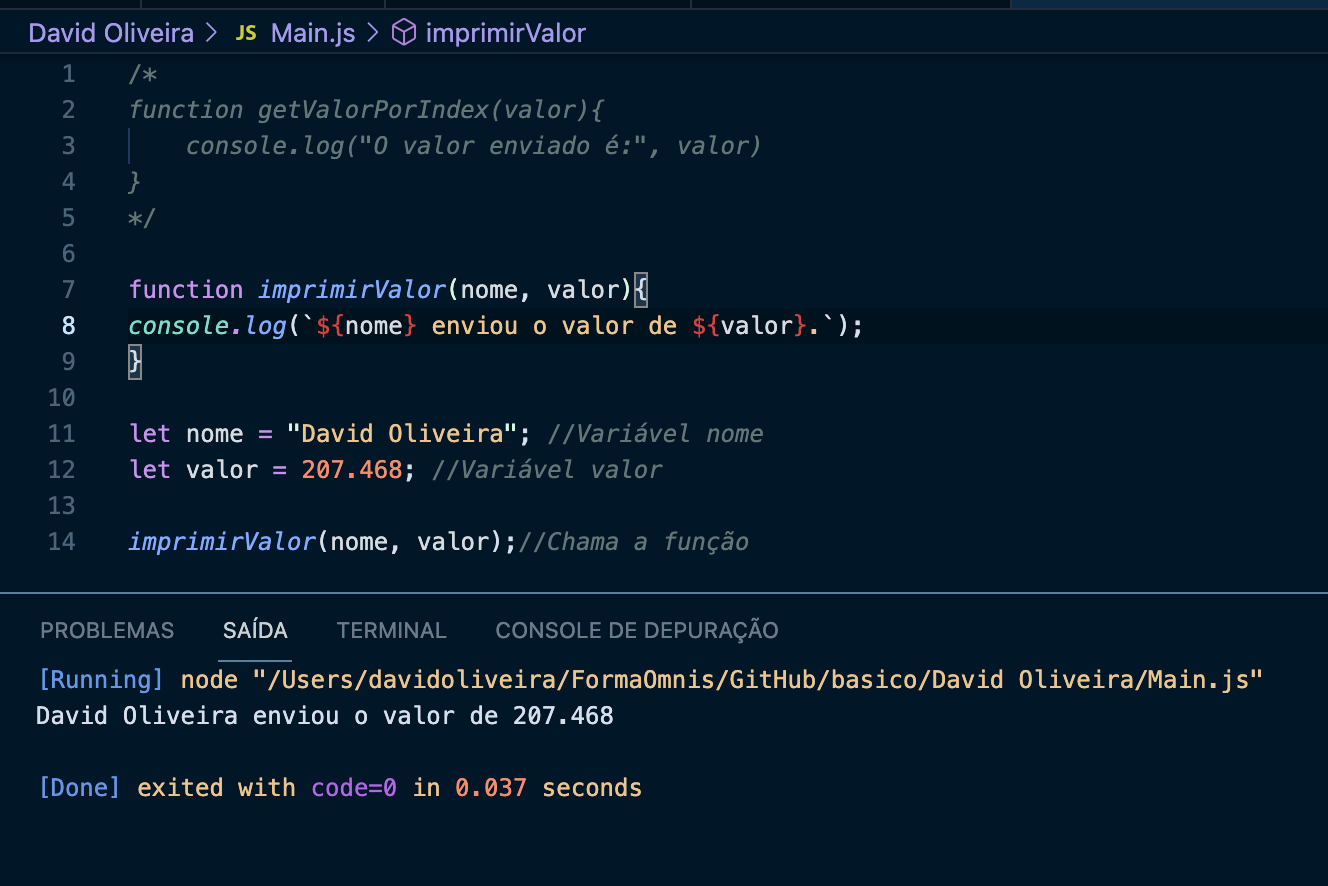 David Oliveira > JS Main.js > imprimirValor
1 /*
2 function getValorPorIndex(valor){
3     console.log("O valor enviado é:", valor)
4 }
5 */
6
7 function imprimirValor(nome, valor){
8 console.log(`${nome} enviou o valor de ${valor}.`);
9 }
10
11 let nome = "David Oliveira"; //Variável nome
12 let valor = 207.468; //Variável valor
13
14 imprimirValor(nome, valor);//Chama a função
PROBLEMAS SAÍDA TERMINAL CONSOLE DE DEPURAÇÃO
[Running] node "/Users/davidoliveira/FormaOmnis/GitHub/basico/David Oliveira/Main.js"
David Oliveira enviou o valor de 207.468
[Done] exited with code=0 in 0.037 seconds